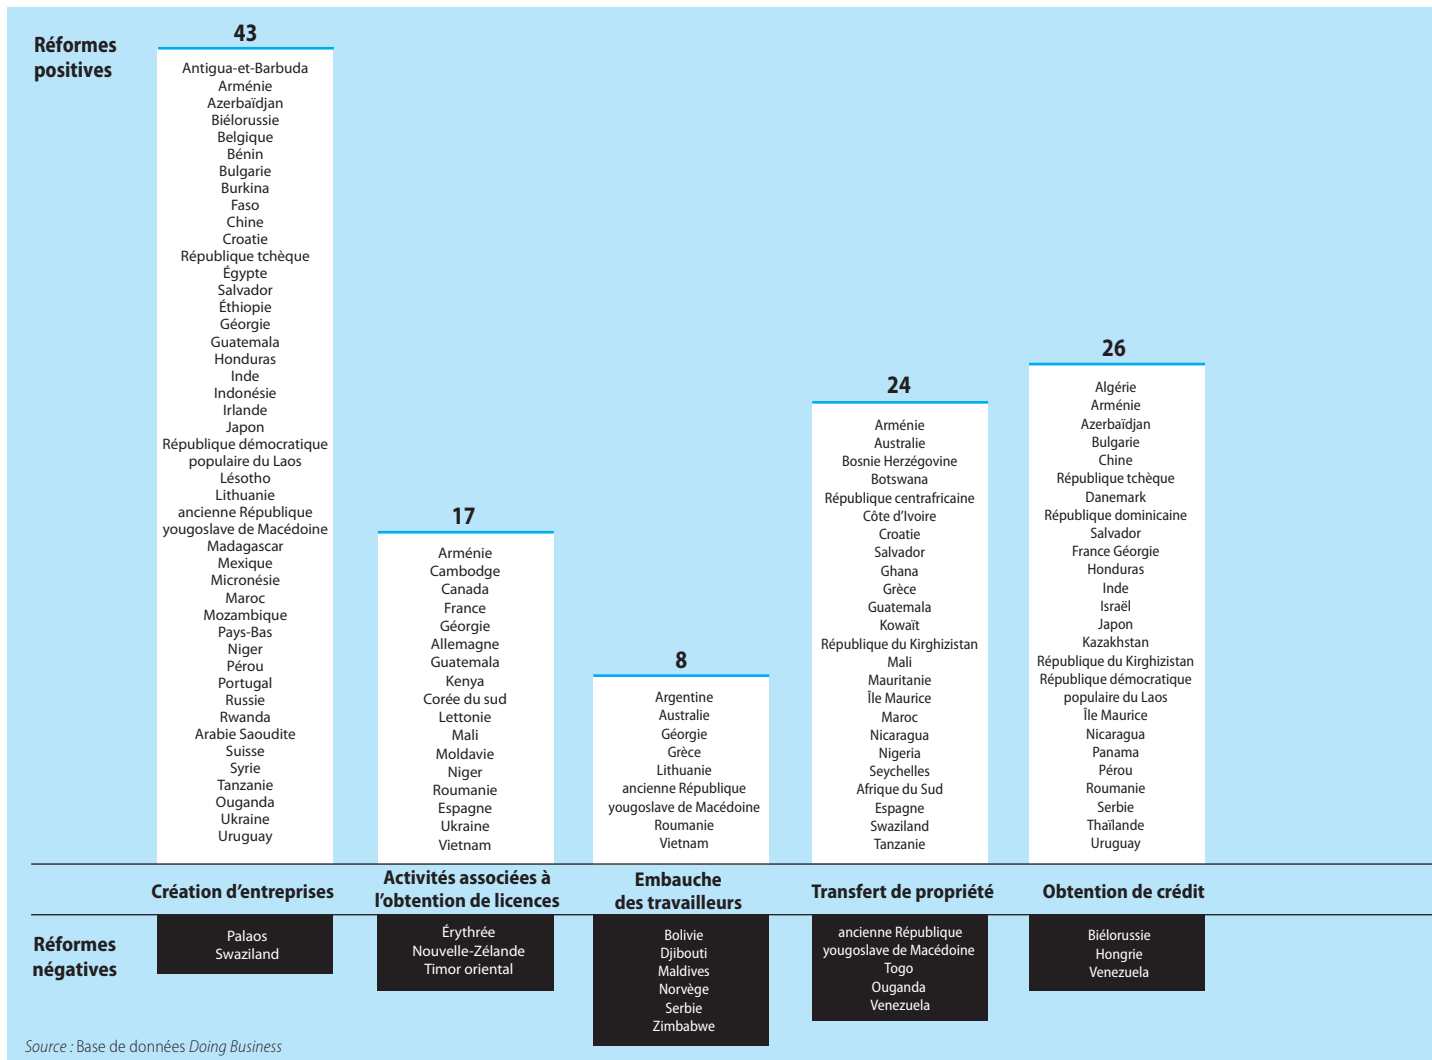 Réformes
positives
43
Antigua-et-Barbuda
Arménie
Azerbaïdjan
Biélorussie
Belgique
Bénin
Bulgarie
Burkina
Faso
Chine
Croatie
République tchèque
Égypte
Salvador
Éthiopie
Géorgie
Guatemala
Honduras
Inde
Indonésie
Irlande
Japon
République démocratique
populaire du Laos
Lésotho
Lithuanie
ancienne République
yougoslave de Macédoine
Madagascar
Mexique
Micronésie
Maroc
Mozambique
Pays-Bas
Niger
Pérou
Portugal
Russie
Rwanda
Arabie Saoudite
Suisse
Syrie
Tanzanie
Ouganda
Ukraine
Uruguay
17
Arménie
Cambodge
Canada
France
Géorgie
Allemagne
Guatemala
Kenya
Corée du sud
Lettonie
Mali
Moldavie
Niger
Roumanie
Espagne
Ukraine
Vietnam
8
Argentine
Australie
Géorgie
Grèce
Lithuanie
ancienne République
yougoslave de Macédoine
Roumanie
Vietnam
24
Arménie
Australie
Bosnie Herzégovine
Botswana
République centrafricaine
Côte d'Ivoire
Croatie
Salvador
Ghana
Grèce
Guatemala
Kowaït
République du Kirghizistan
Mali
Mauritanie
Île Maurice
Maroc
Nicaragua
Nigeria
Seychelles
Afrique du Sud
Espagne
Swaziland
Tanzanie
26
Algérie
Arménie
Azerbaïdjan
Bulgarie
Chine
République tchèque
Danemark
République dominicaine
Salvador
France Géorgie
Honduras
Inde
Israël
Japon
Kazakhstan
République du Kirghizistan
République démocratique
populaire du Laos
Île Maurice
Nicaragua
Panama
Pérou
Roumanie
Serbie
Thaïlande
Uruguay
Création d'entreprises
Activités associées à
l'obtention de licences
Embauche
des travailleurs
Transfert de propriété
Obtention de crédit
Réformes
négatives
Palaos
Swaziland
Érythrée
Nouvelle-Zélande
Timor oriental
Bolivie
Djibouti
Maldives
Norvège
Serbie
Zimbabwe
ancienne République
yougoslave de Macédoine
Togo
Ouganda
Venezuela
Biélorussie
Hongrie
Venezuela
Source : Base de données Doing Business